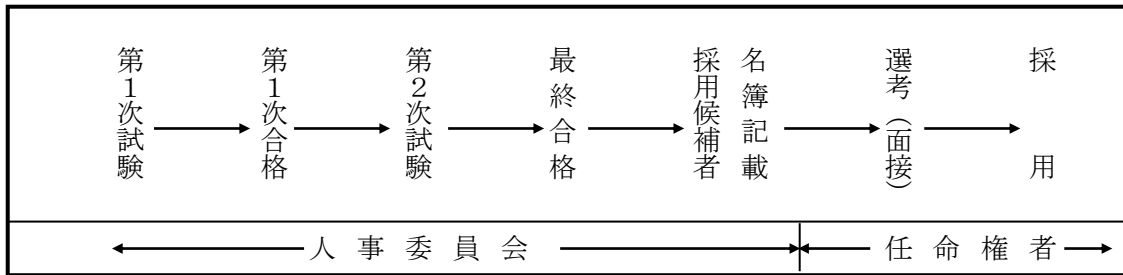 第1次試験
第1次合格
第2次試験
最終合格
採用候補者
名簿記載
選考(面接)
採用
人事委員会
任命権者